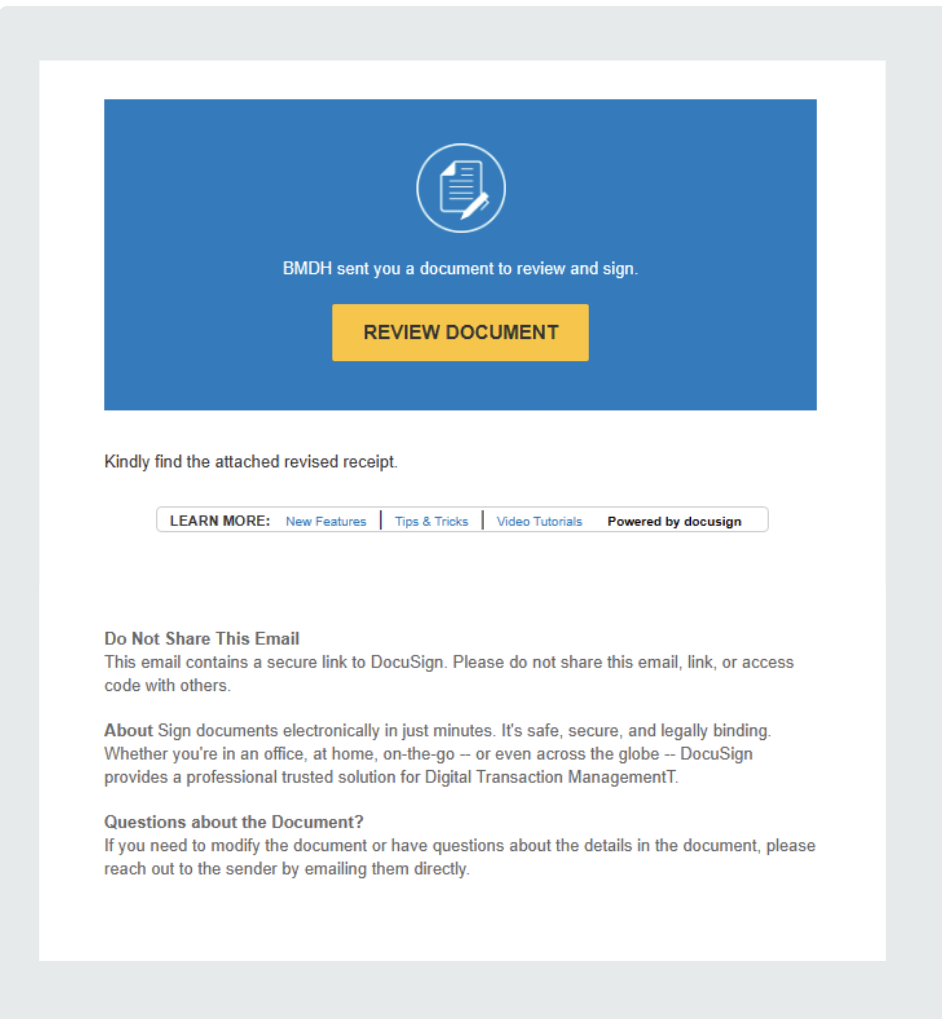 BMDH sent you a document to review and sign.
REVIEW DOCUMENT
Kindly find the attached revised receipt.
LEARN MORE: New Features | Tips & Tricks | Video Tutorials Powered by docusign
Do Not Share This Email
This email contains a secure link to DocuSign. Please do not share this email, link, or access
code with others.
About Sign documents electronically in just minutes. It's safe, secure, and legally binding.
Whether you're in an office, at home, on-the-go -- or even across the globe -- DocuSign
provides a professional trusted solution for Digital Transaction ManagementT.
Questions about the Document?
If you need to modify the document or have questions about the details in the document, please
reach out to the sender by emailing them directly.